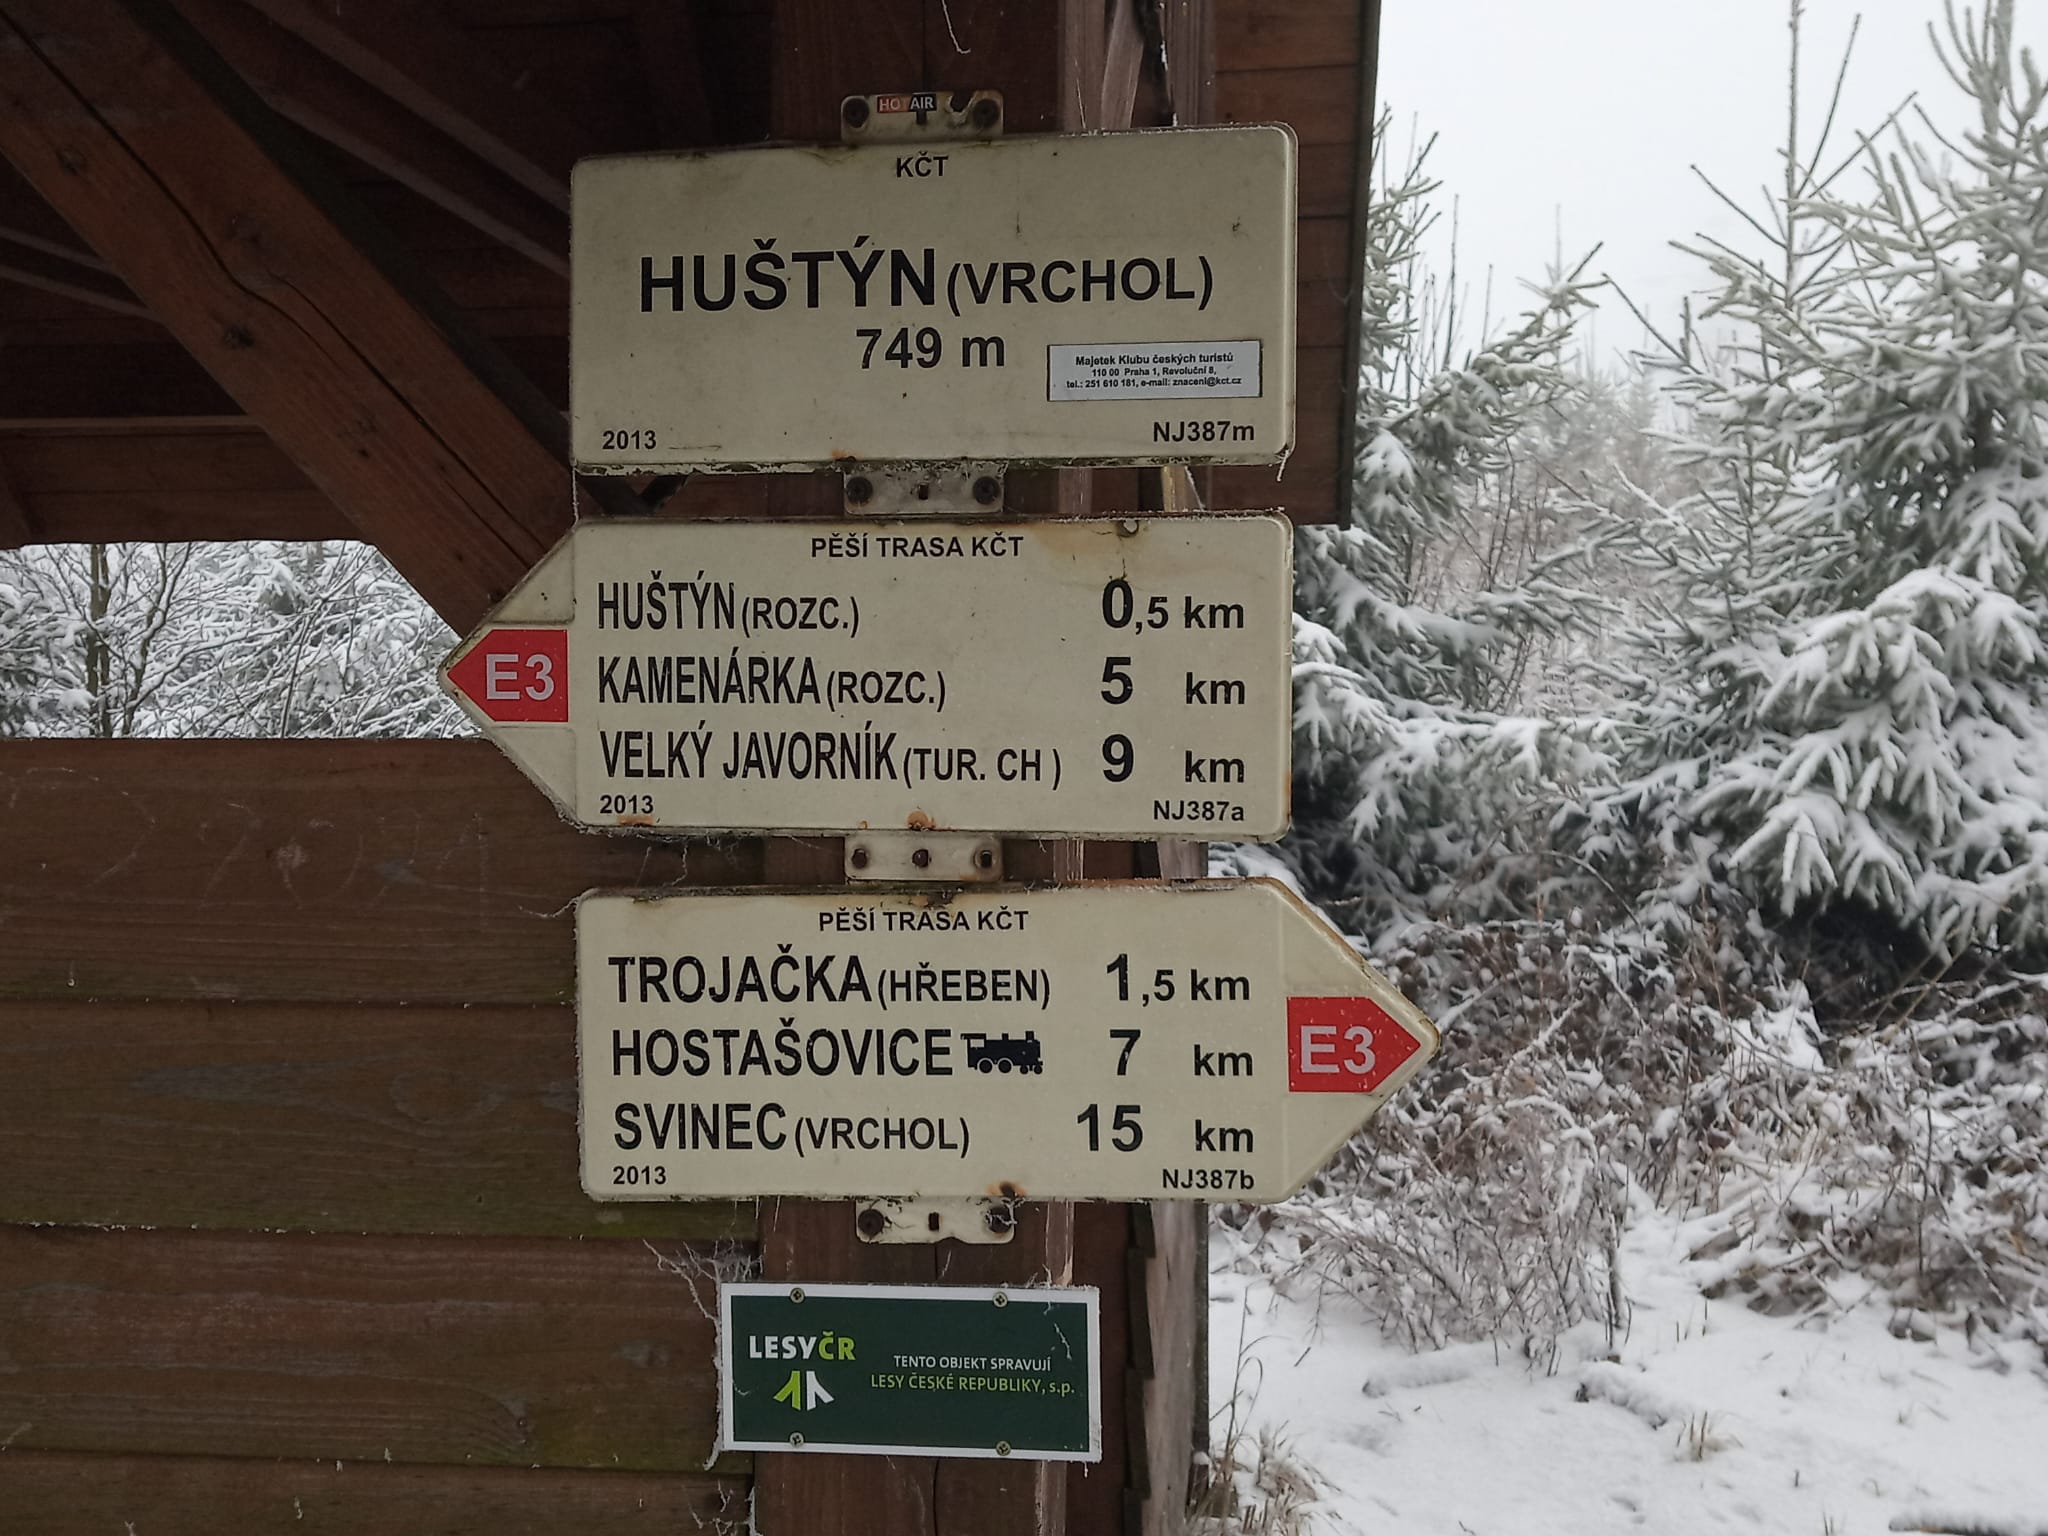 HOTAIR
KČT
HUŠTÝN (VRCHOL)
749 m
Majetek Klubu českých turistů
110 00 Praha 1, Revoluční 8,
tel.: 251 610 181, e-mail: znaceni@kct.cz
2013 NJ387m
PĚŠÍ TRASA KČT
HUŠTÝN (ROZC.) 0,5 km
KAMENÁRKA (ROZC.) 5 km
E3
VELKÝ JAVORNÍK (TUR. CH ) 9 km
2013 NJ387a
PĚŠÍ TRASA KČT
TROJAČKA (HŘEBEN) 1,5 km
HOSTAŠOVICE 7 km
E3
SVINEC (VRCHOL) 15 km
2013 NJ387b
LESYČR
TENTO OBJEKT SPRAVUJÍ
LESY ČESKÉ REPUBLIKY, s.p.